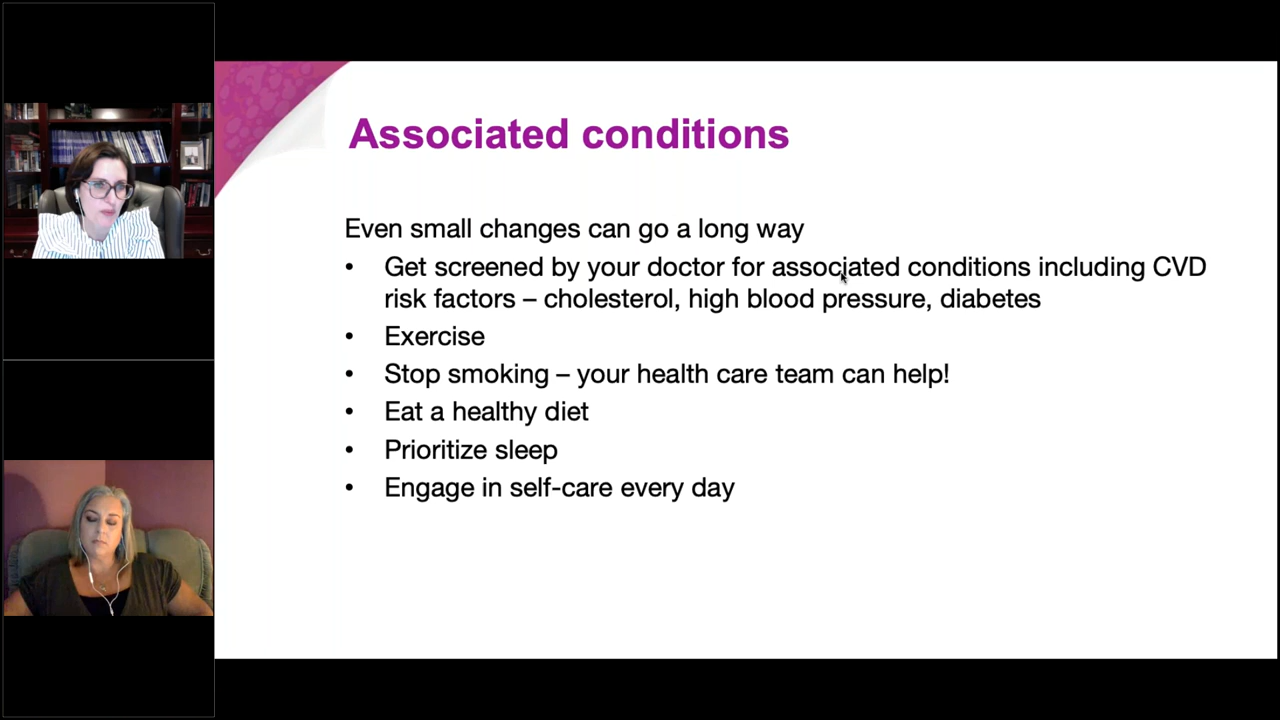 Associated conditions
Even small changes can go a long way
• Get screened by your doctor for associated conditions including CVD
risk factors – cholesterol, high blood pressure, diabetes
• Exercise
• Stop smoking – your health care team can help!
• Eat a healthy diet
• Prioritize sleep
• Engage in self-care every day